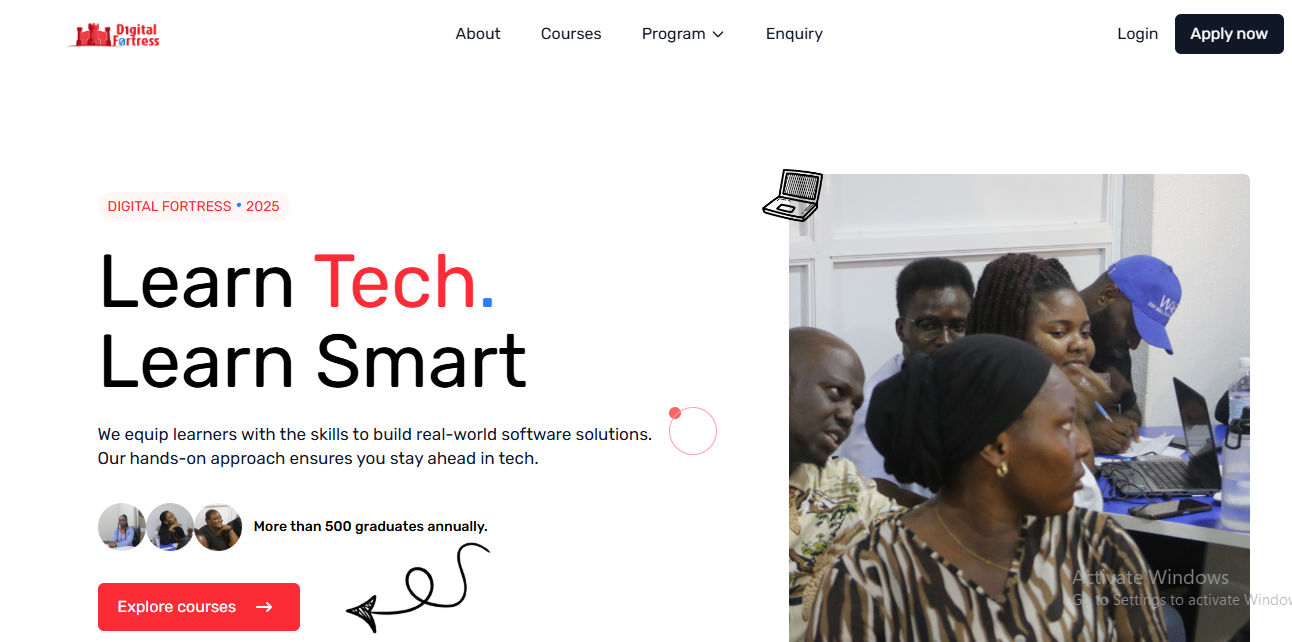 D1gital
Fortress
About
Courses
Program
Enquiry
Login
Apply now
DIGITAL FORTRESS • 2025
Learn Tech.
Learn Smart
We equip learners with the skills to build real-world software solutions.
Our hands-on approach ensures you stay ahead in tech.
More than 500 graduates annually.
Explore courses →
Activate Windows
Go to Settings to activate Window